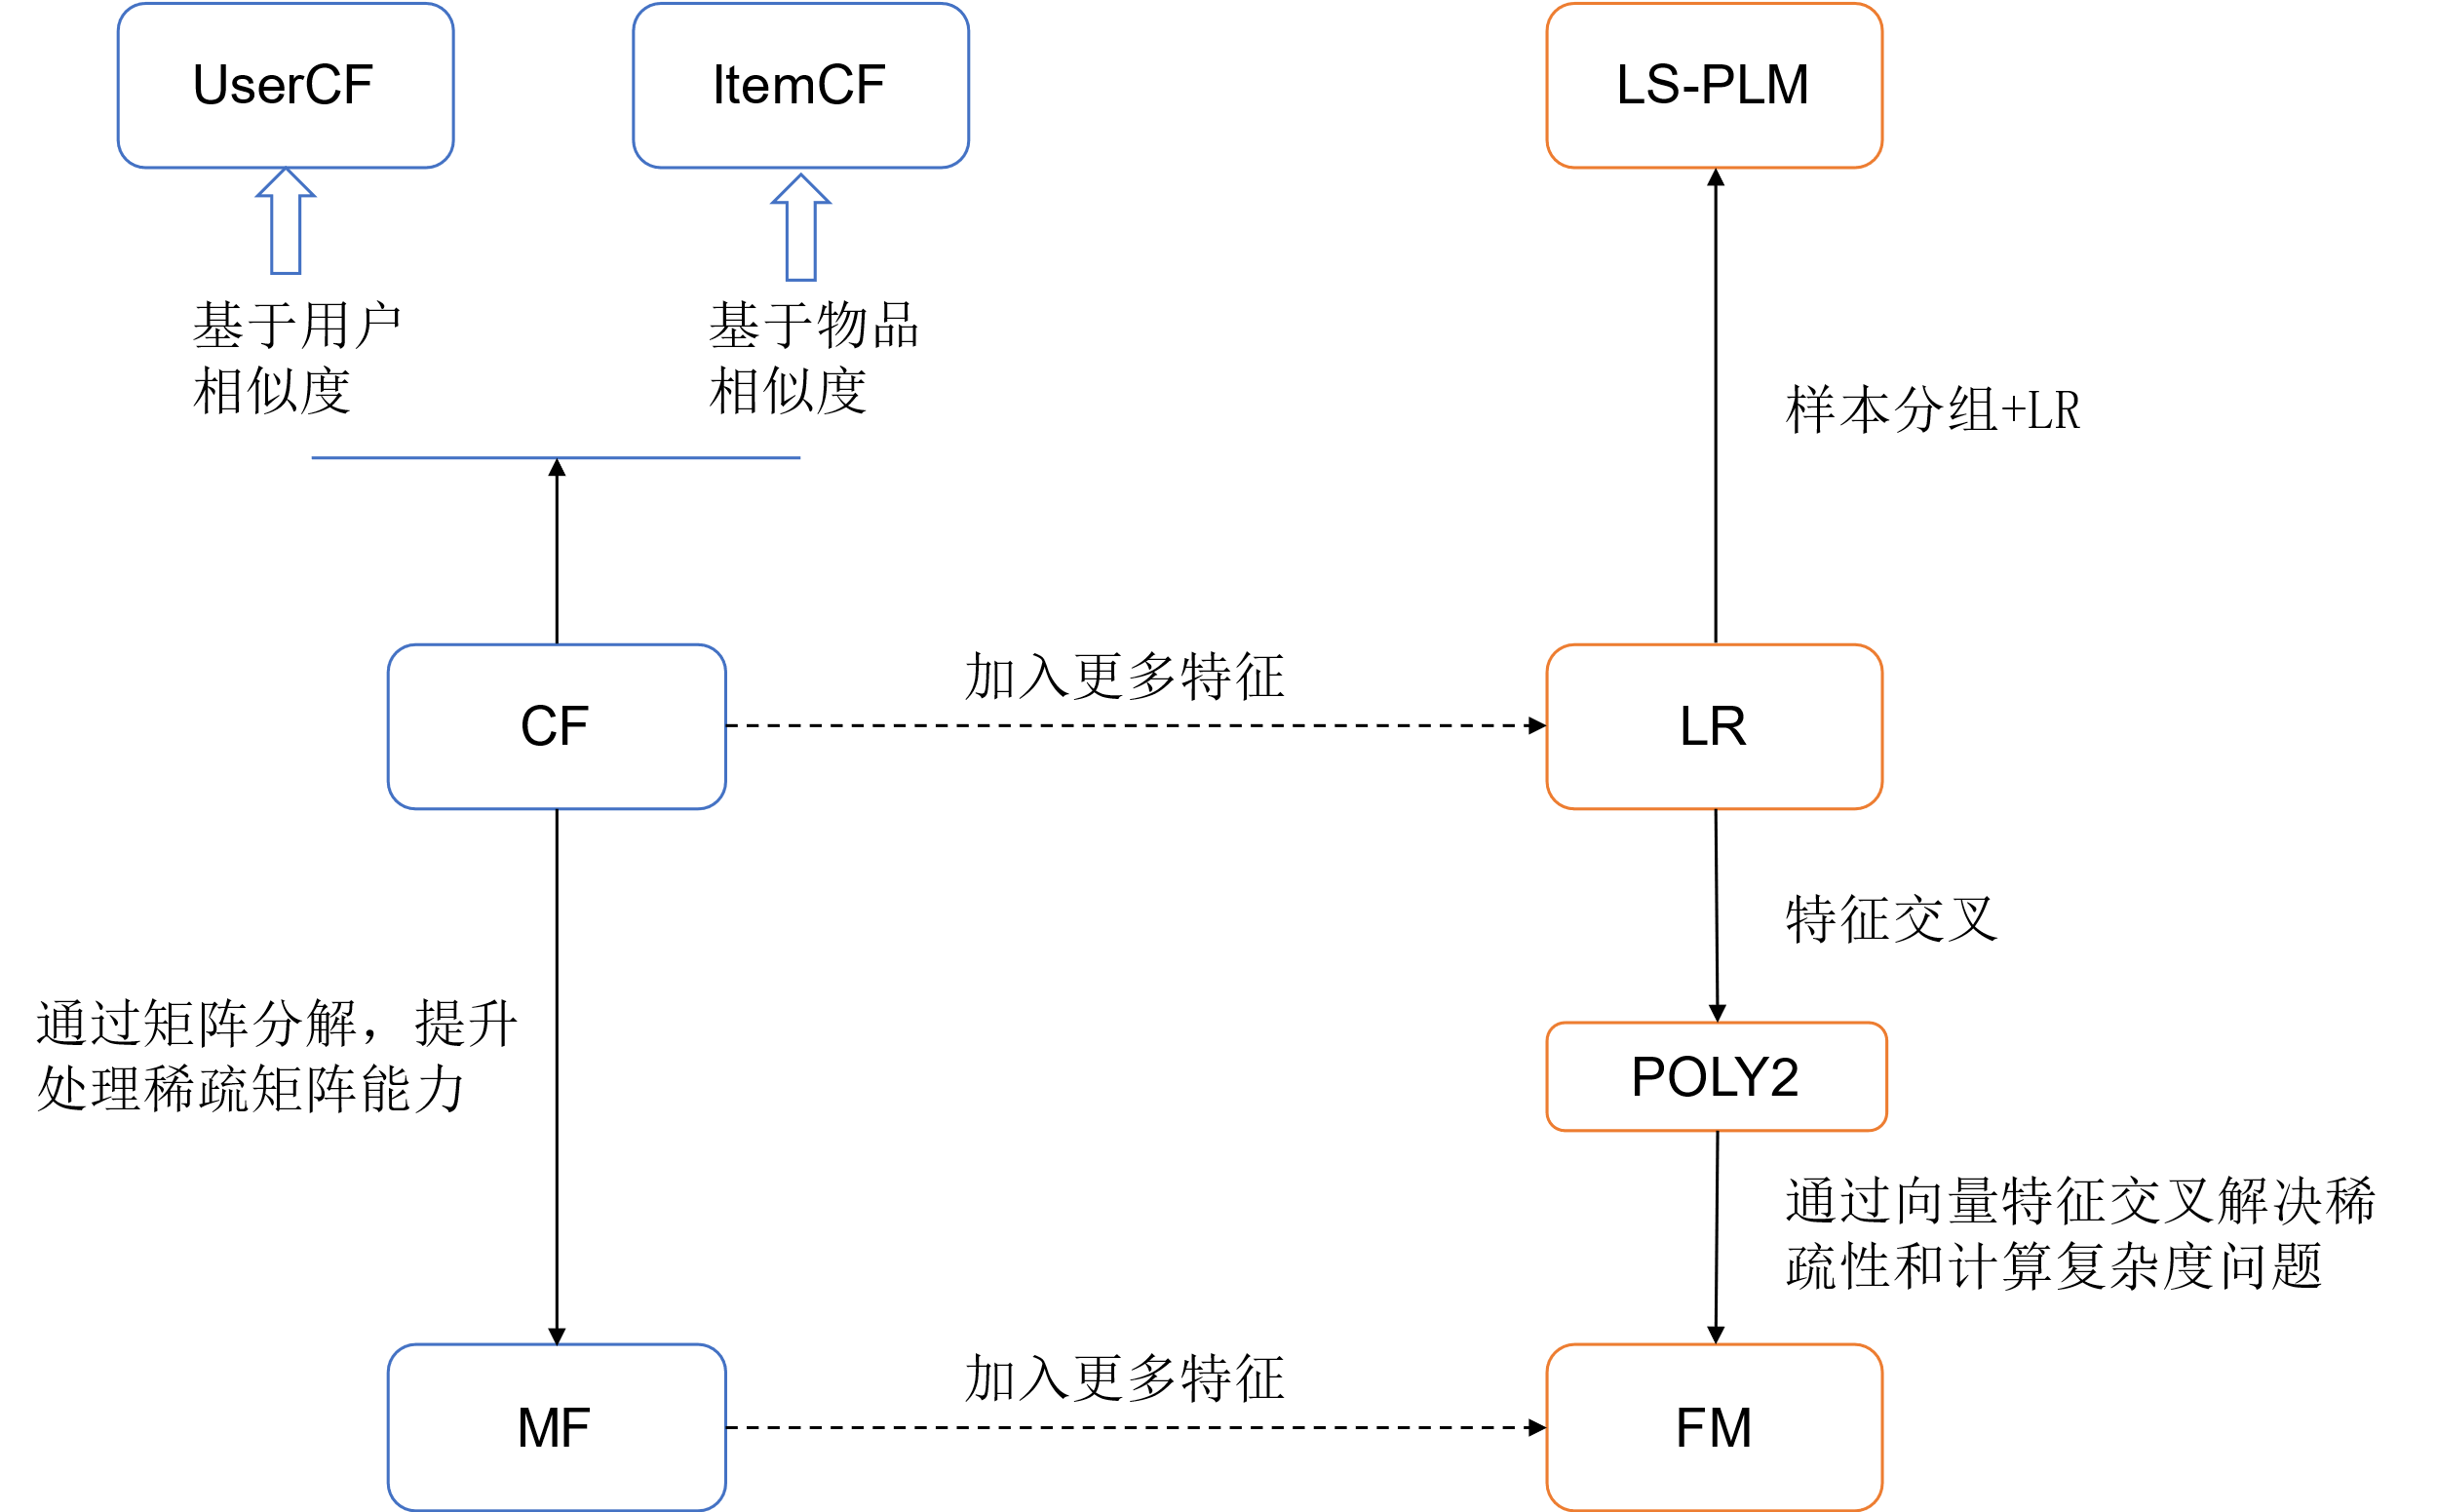 UserCF
ItemCF
LS-PLM
基于用户
相似度
基于物品
相似度
样本分组+LR
CF
加入更多特征
LR
特征交叉
通过矩阵分解，提升
处理稀疏矩阵能力
POLY2
通过向量特征交叉解决稀
疏性和计算复杂度问题
MF
加入更多特征
FM